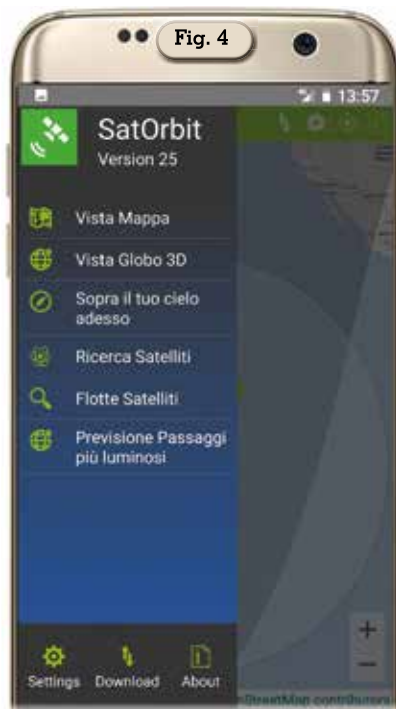 Fig. 4
13:57
SatOrbit
Version 25
Vista Mappa
Vista Globo 3D
Sopra il tuo cielo
adesso
Ricerca Satelliti
Flotte Satelliti
Previsione Passaggi
più luminosi
+
−
Settings Download About
StreetMap contributors